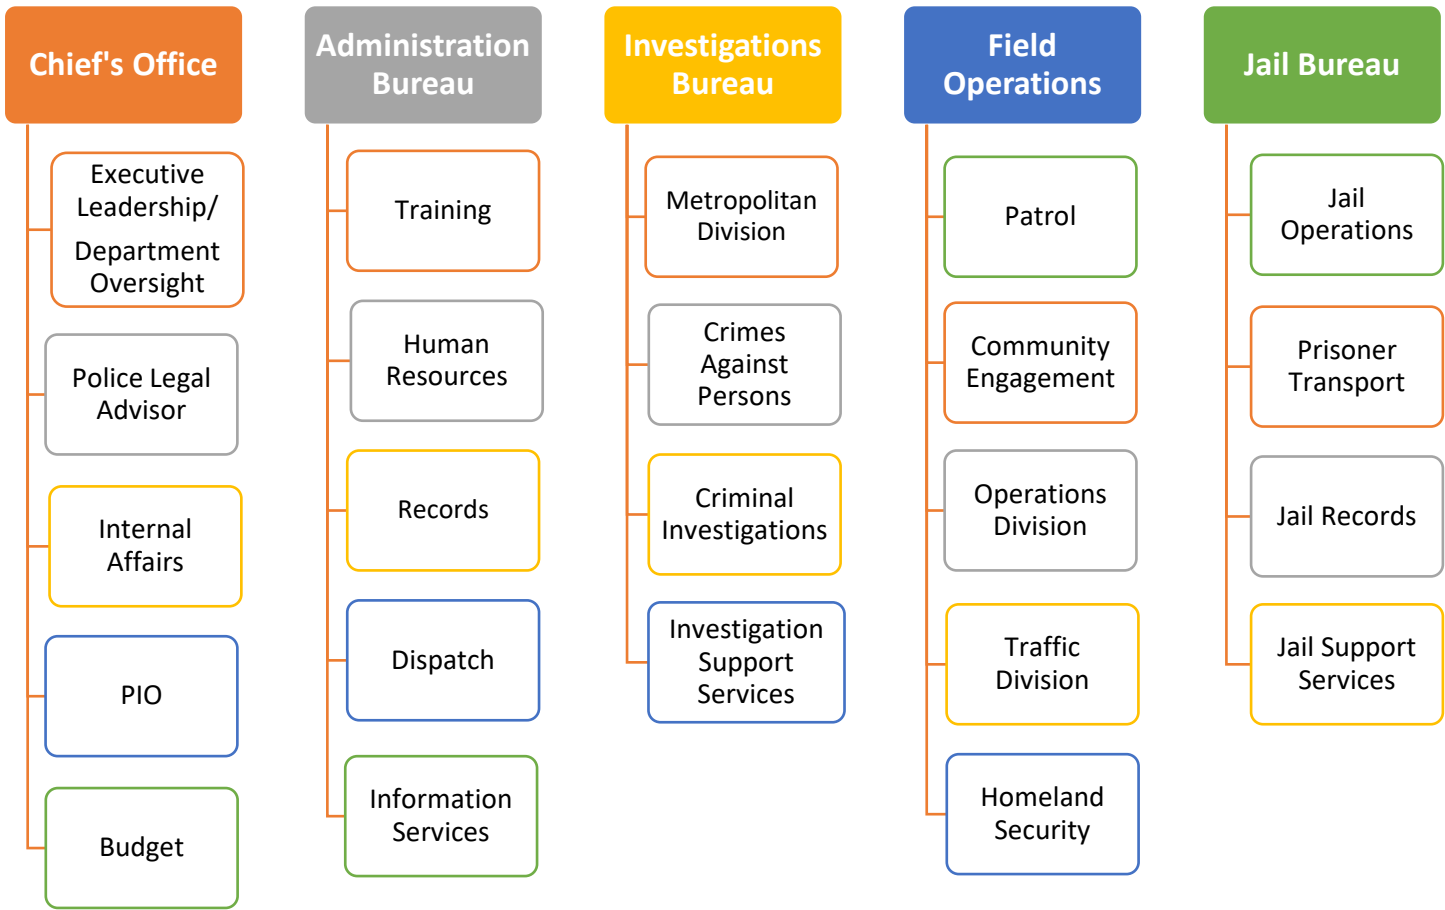 Chief's Office
Executive
Leadership/
Department
Oversight
Police Legal
Advisor
Internal
Affairs
PIO
Budget
Administration
Bureau
Training
Human
Resources
Records
Dispatch
Information
Services
Investigations
Bureau
Metropolitan
Division
Crimes
Against
Persons
Criminal
Investigations
Investigation
Support
Services
Field
Operations
Patrol
Community
Engagement
Operations
Division
Traffic
Division
Homeland
Security
Jail Bureau
Jail
Operations
Prisoner
Transport
Jail Records
Jail Support
Services